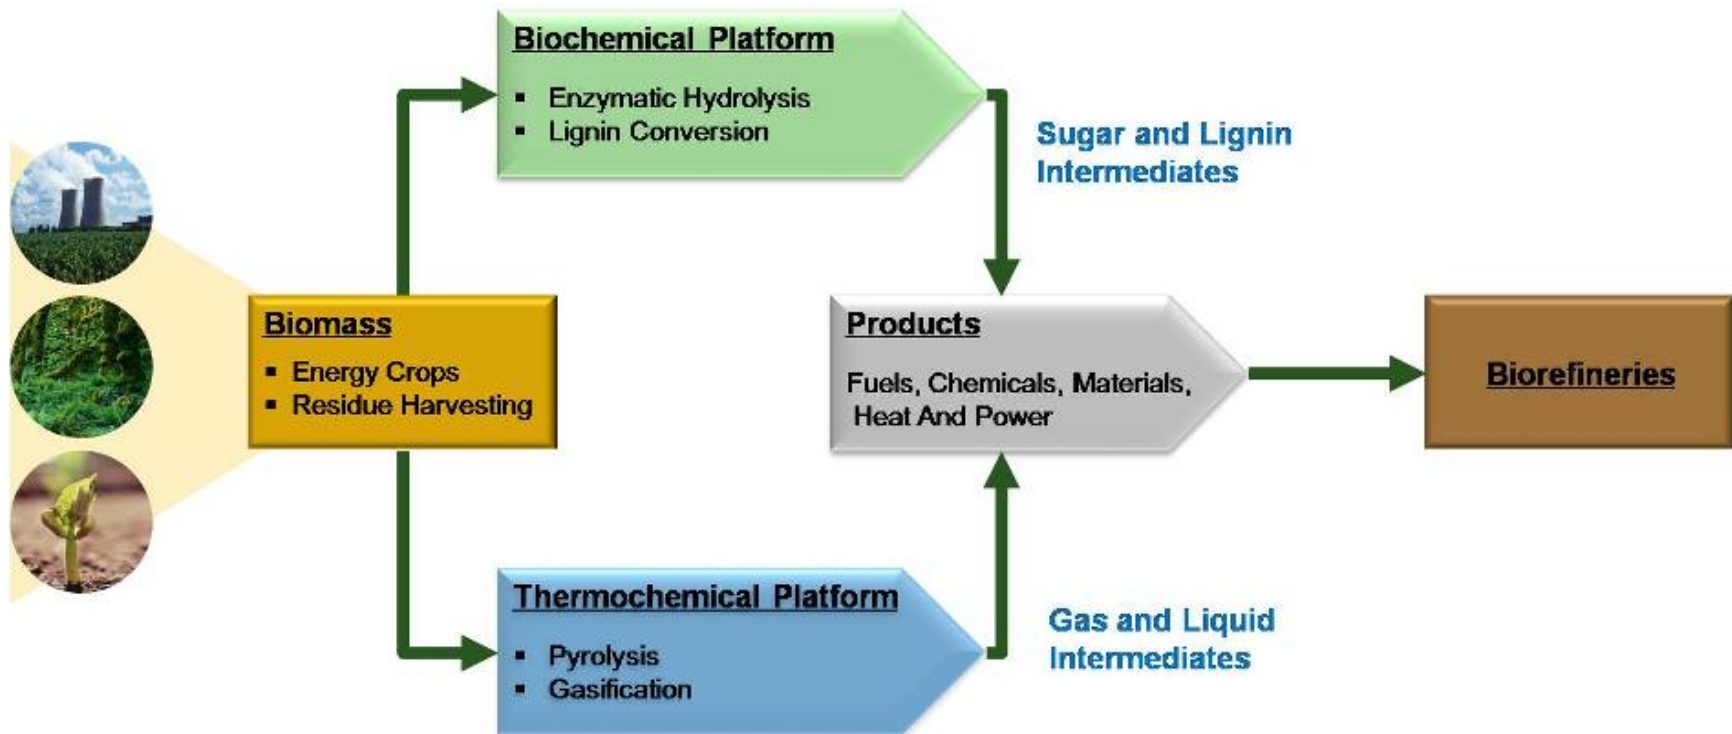 Biochemical Platform
▪ Enzymatic Hydrolysis
▪ Lignin Conversion
Sugar and Lignin
Intermediates
Biomass
▪ Energy Crops
▪ Residue Harvesting
Products
Fuels, Chemicals, Materials,
Heat And Power
Biorefineries
Thermochemical Platform
▪ Pyrolysis
▪ Gasification
Gas and Liquid
Intermediates